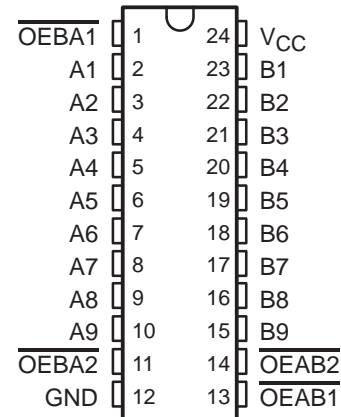 OEBA1 1 24 VCC
A1 2 23 B1
A2 3 22 B2
A3 4 21 B3
A4 5 20 B4
A5 6 19 B5
A6 7 18 B6
A7 8 17 B7
A8 9 16 B8
A9 10 15 B9
OEBA2 11 14 OEAB2
GND 12 13 OEAB1